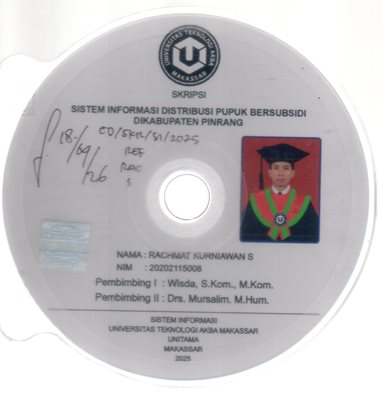 UNIVERSITAS TEKNOLOGI AKBA
MAKASSAR
SKRIPSI
SISTEM INFORMASI DISTRIBUSI PUPUK BERSUBSIDI
DIKABUPATEN PINRANG
CD/SKR/SI/2025
REF
RAC
S
18/09/26
NAMA : RACHMAT KURNIAWAN S
NIM : 20202115008
Pembimbing I : Wisda, S.Kom., M.Kom.
Pembimbing II : Drs. Mursalim. M.Hum.
SISTEM INFORMASI
UNIVERSITAS TEKNOLOGI AKBA MAKASSAR
UNITAMA
MAKASSAR
2025